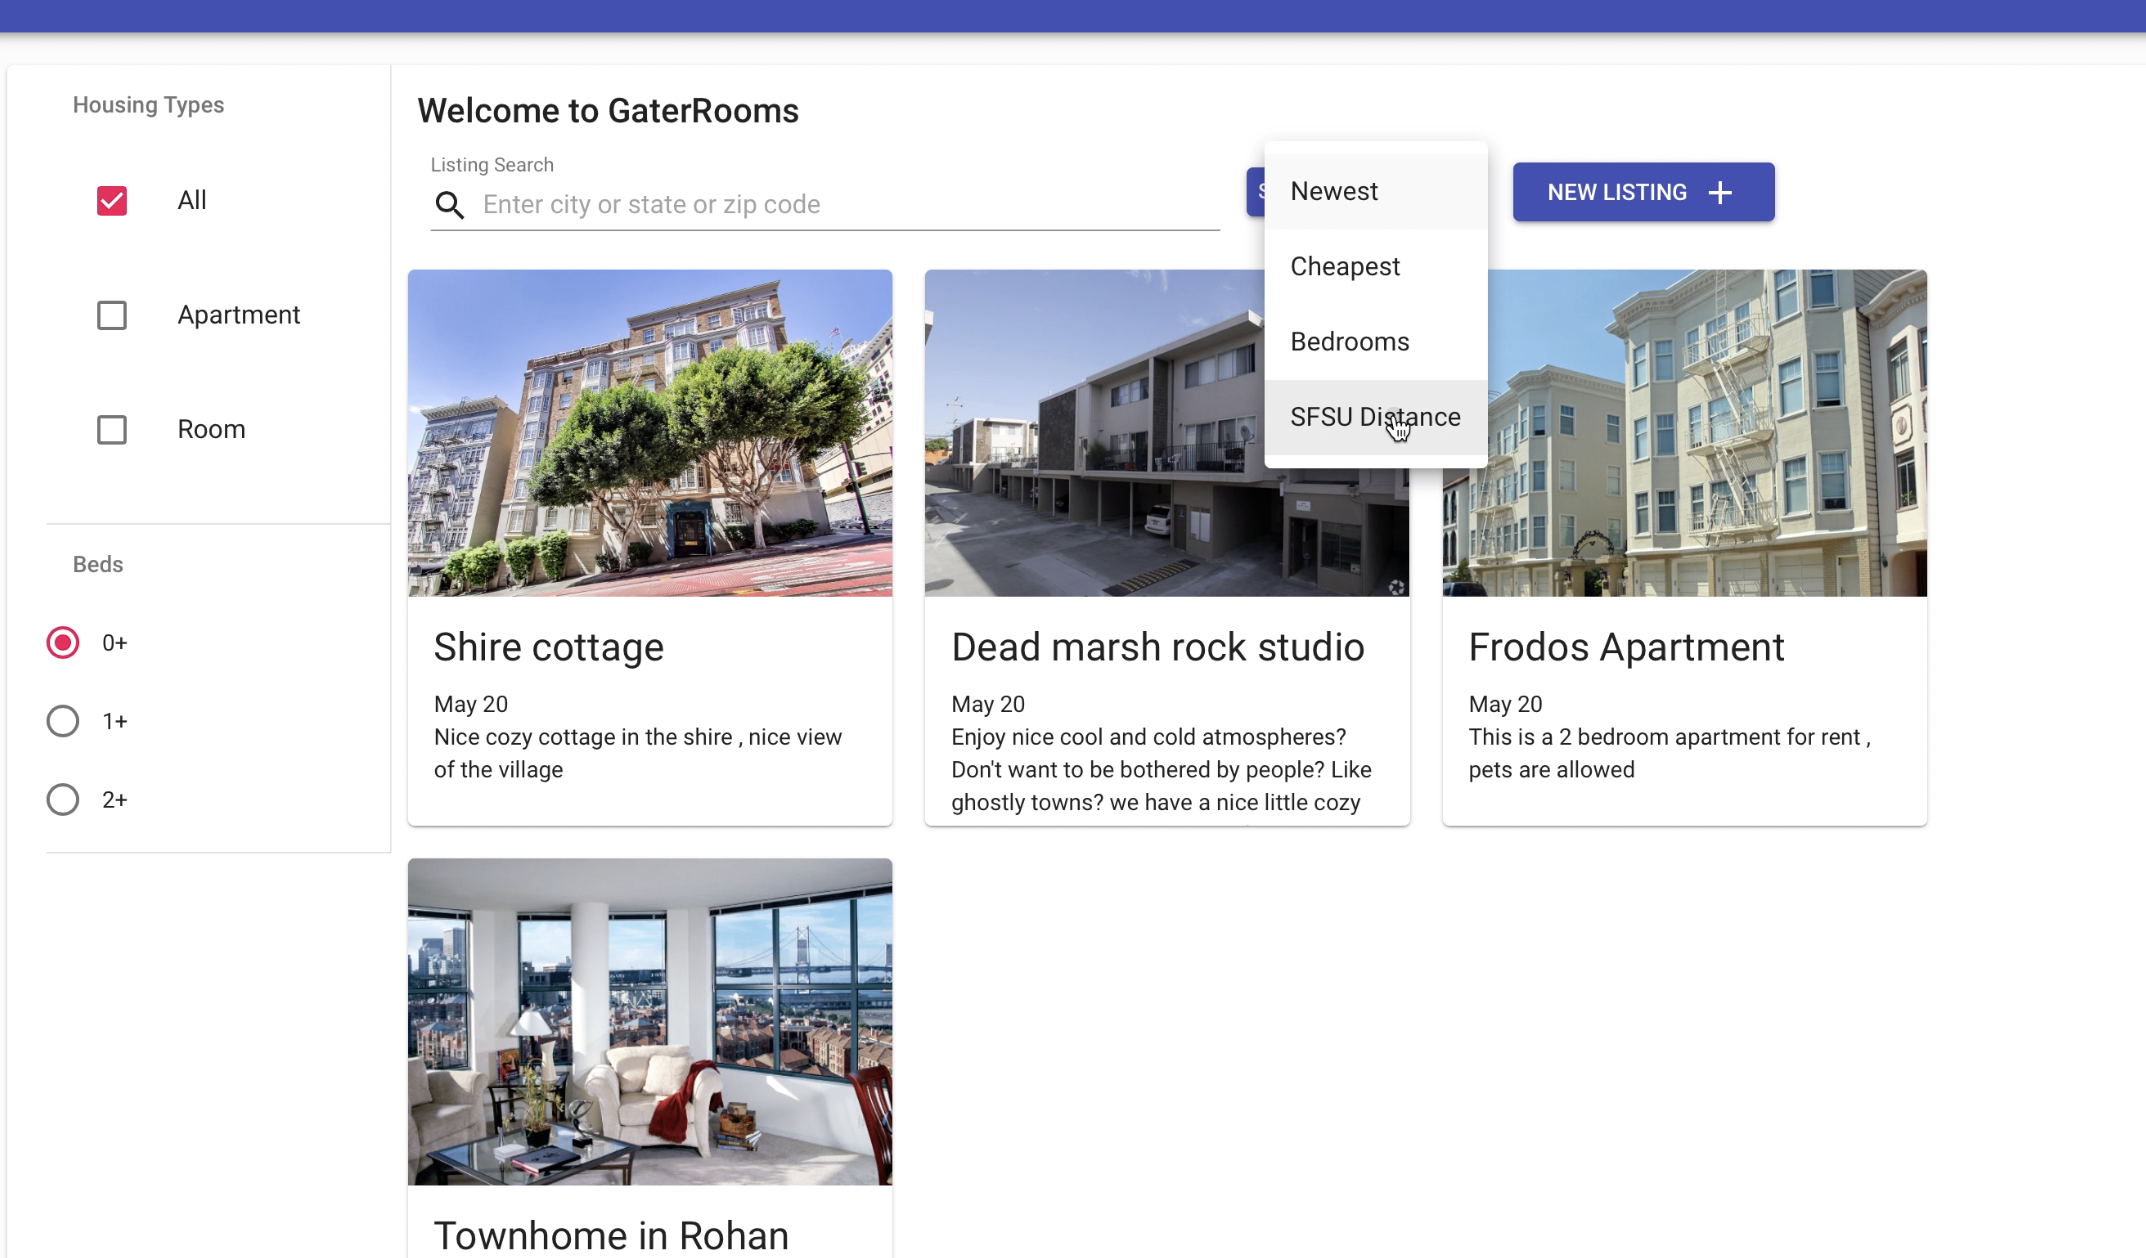 Housing Types
All
Apartment
Room
Beds
0+
1+
2+
Welcome to GaterRooms
Listing Search
Enter city or state or zip code
Newest
Cheapest
Bedrooms
SFSU Distance
NEW LISTING
Shire cottage
May 20
Nice cozy cottage in the shire , nice view
of the village
Dead marsh rock studio
May 20
Enjoy nice cool and cold atmospheres?
Don't want to be bothered by people? Like
ghostly towns? we have a nice little cozy
Frodos Apartment
May 20
This is a 2 bedroom apartment for rent ,
pets are allowed
Townhome in Rohan